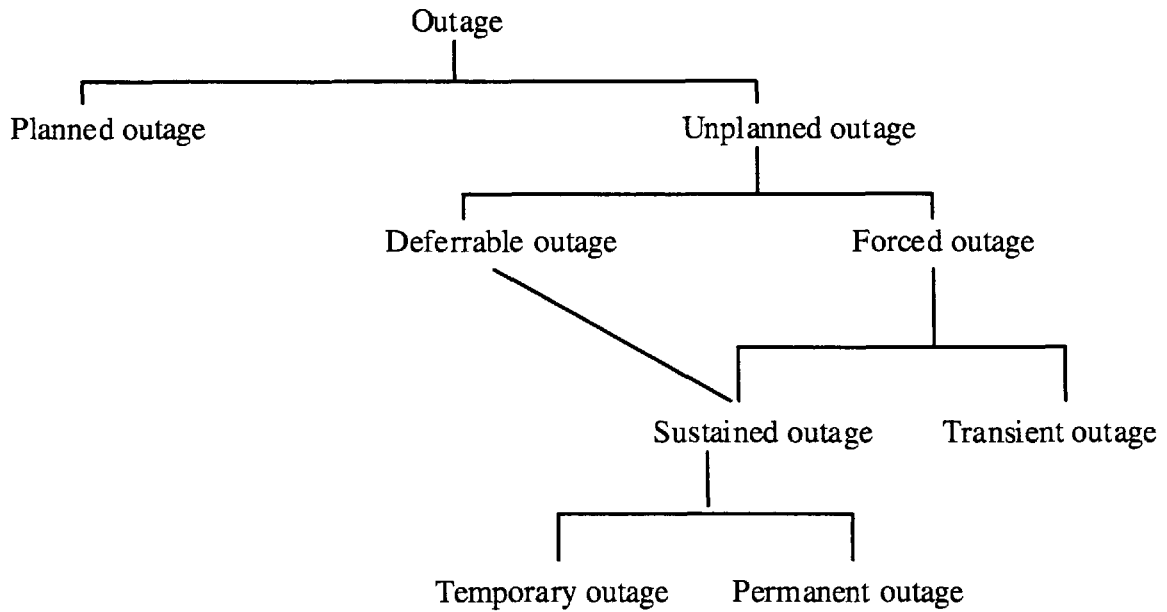 Outage
Planned outage
Unplanned outage
Deferrable outage
Forced outage
Sustained outage
Transient outage
Temporary outage
Permanent outage